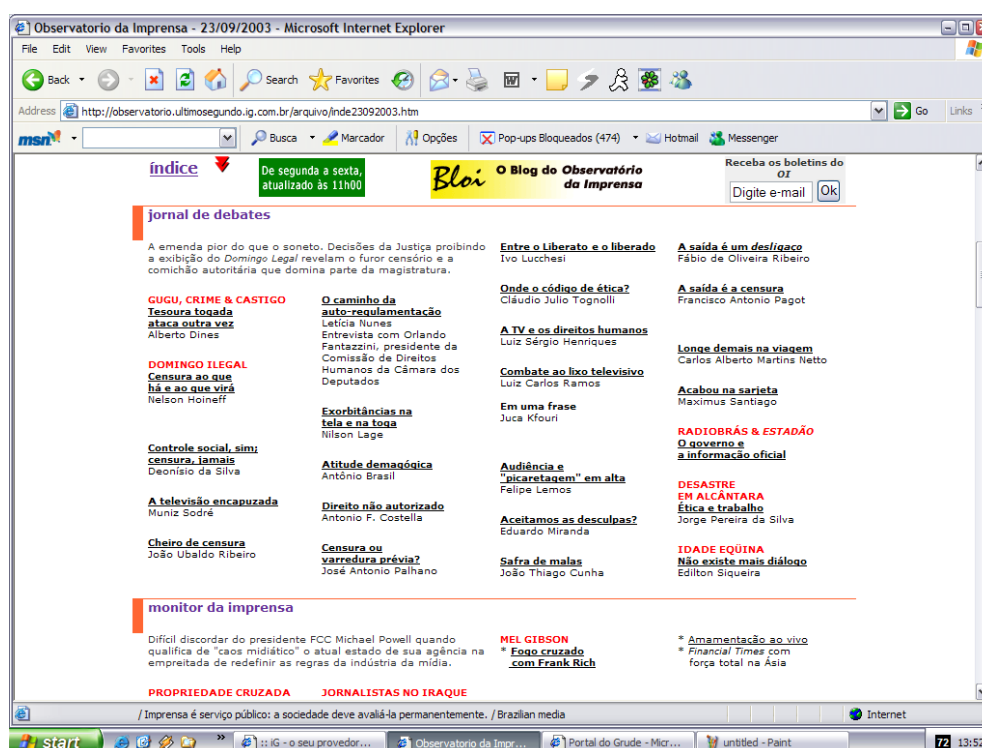 Observatorio da Imprensa - 23/09/2003 - Microsoft Internet Explorer
File Edit View Favorites Tools Help
Back Search Favorites
Address http://observatorio.ultimosegundo.ig.com.br/arquivo/inde23092003.htm Go Links
msn Busca Marcador Opções Pop-ups Bloqueados (474) Hotmail Messenger
índice
De segunda a sexta,
atualizado às 11h00
Bloi O Blog do Observatório
da Imprensa
Receba os boletins do
OI
Digite e-mail Ok
jornal de debates
A emenda pior do que o soneto. Decisões da Justiça proibindo
a exibição do Domingo Legal revelam o furor censório e a
comichão autoritária que domina parte da magistratura.
GUGU, CRIME & CASTIGO
Tesoura togada
ataca outra vez
Alberto Dines
DOMINGO ILEGAL
Censura ao que
há e ao que virá
Nelson Hoineff
Controle social, sim;
censura, jamais
Deonísio da Silva
A televisão encapuzada
Muniz Sodré
Cheiro de censura
João Ubaldo Ribeiro
O caminho da
auto-regulamentação
Letícia Nunes
Entrevista com Orlando
Fantazzini, presidente da
Comissão de Direitos
Humanos da Câmara dos
Deputados
Exorbitâncias na
tela e na toga
Nilson Lage
Atitude demagógica
Antônio Brasil
Direito não autorizado
Antonio F. Costella
Censura ou
varredura prévia?
José Antonio Palhano
Entre o Liberato e o liberado
Ivo Lucchesi
Onde o código de ética?
Cláudio Julio Tognolli
A TV e os direitos humanos
Luiz Sérgio Henriques
Combate ao lixo televisivo
Luiz Carlos Ramos
Em uma frase
Juca Kfouri
Audiência e
"picaretagem" em alta
Felipe Lemos
Aceitamos as desculpas?
Eduardo Miranda
Safra de malas
João Thiago Cunha
A saída é um desligaço
Fábio de Oliveira Ribeiro
A saída é a censura
Francisco Antonio Pagot
Longe demais na viagem
Carlos Alberto Martins Netto
Acabou na sarjeta
Maximus Santiago
RADIOBRÁS & ESTADÃO
O governo e
a informação oficial
DESASTRE
EM ALCÂNTARA
Ética e trabalho
Jorge Pereira da Silva
IDADE EQÜINA
Não existe mais diálogo
Edilton Siqueira
monitor da imprensa
Difícil discordar do presidente FCC Michael Powell quando
qualifica de "caos midiático" o atual estado de sua agência na
empreitada de redefinir as regras da indústria da mídia.
PROPRIEDADE CRUZADA
JORNALISTAS NO IRAQUE
MEL GIBSON
* Fogo cruzado
com Frank Rich
* Amamentação ao vivo
* Financial Times com
força total na Ásia
/ Imprensa é serviço público: a sociedade deve avaliá-la permanentemente. / Brazilian media Internet
start :: iG - o seu provedor... Observatorio da Impr... Portal do Grude - Micr... untitled - Paint 72 13:52